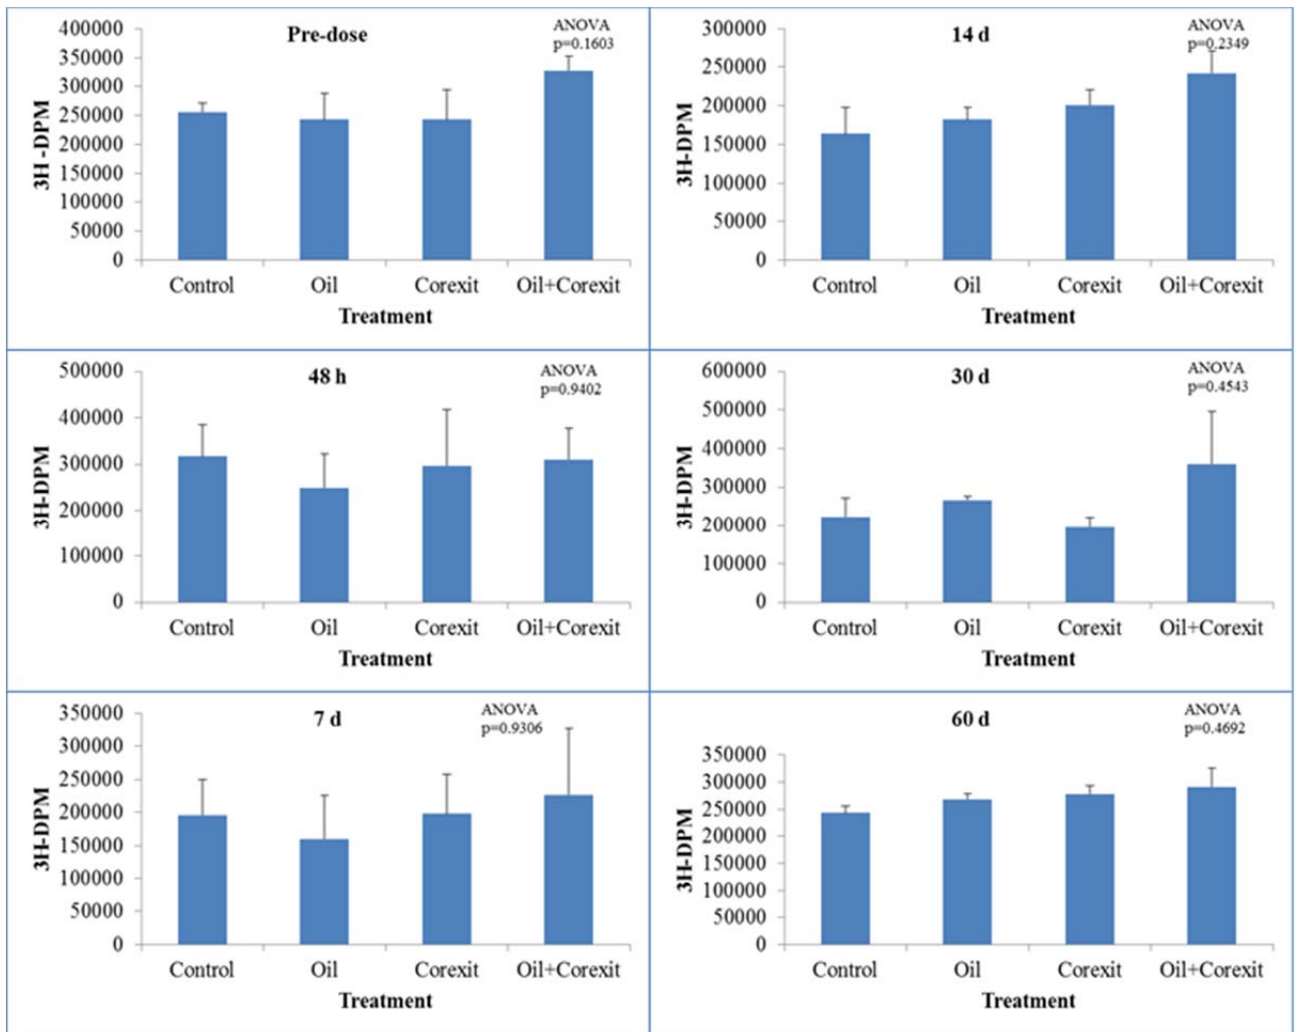 Pre-dose
ANOVA
p=0.1603
400000
350000
300000
250000
200000
150000
100000
50000
0
3H -DPM
Control Oil Corexit Oil+Corexit
Treatment
14 d
ANOVA
p=0.2349
300000
250000
200000
150000
100000
50000
0
3H-DPM
Control Oil Corexit Oil+Corexit
Treatment
48 h
ANOVA
p=0.9402
500000
400000
300000
200000
100000
0
3H-DPM
Control Oil Corexit Oil+Corexit
Treatment
30 d
ANOVA
p=0.4543
600000
500000
400000
300000
200000
100000
0
3H-DPM
Control Oil Corexit Oil+Corexit
Treatment
7 d
ANOVA
p=0.9306
350000
300000
250000
200000
150000
100000
50000
0
3H-DPM
Control Oil Corexit Oil+Corexit
Treatment
60 d
ANOVA
p=0.4692
350000
300000
250000
200000
150000
100000
50000
0
3H-DPM
Control Oil Corexit Oil+Corexit
Treatment